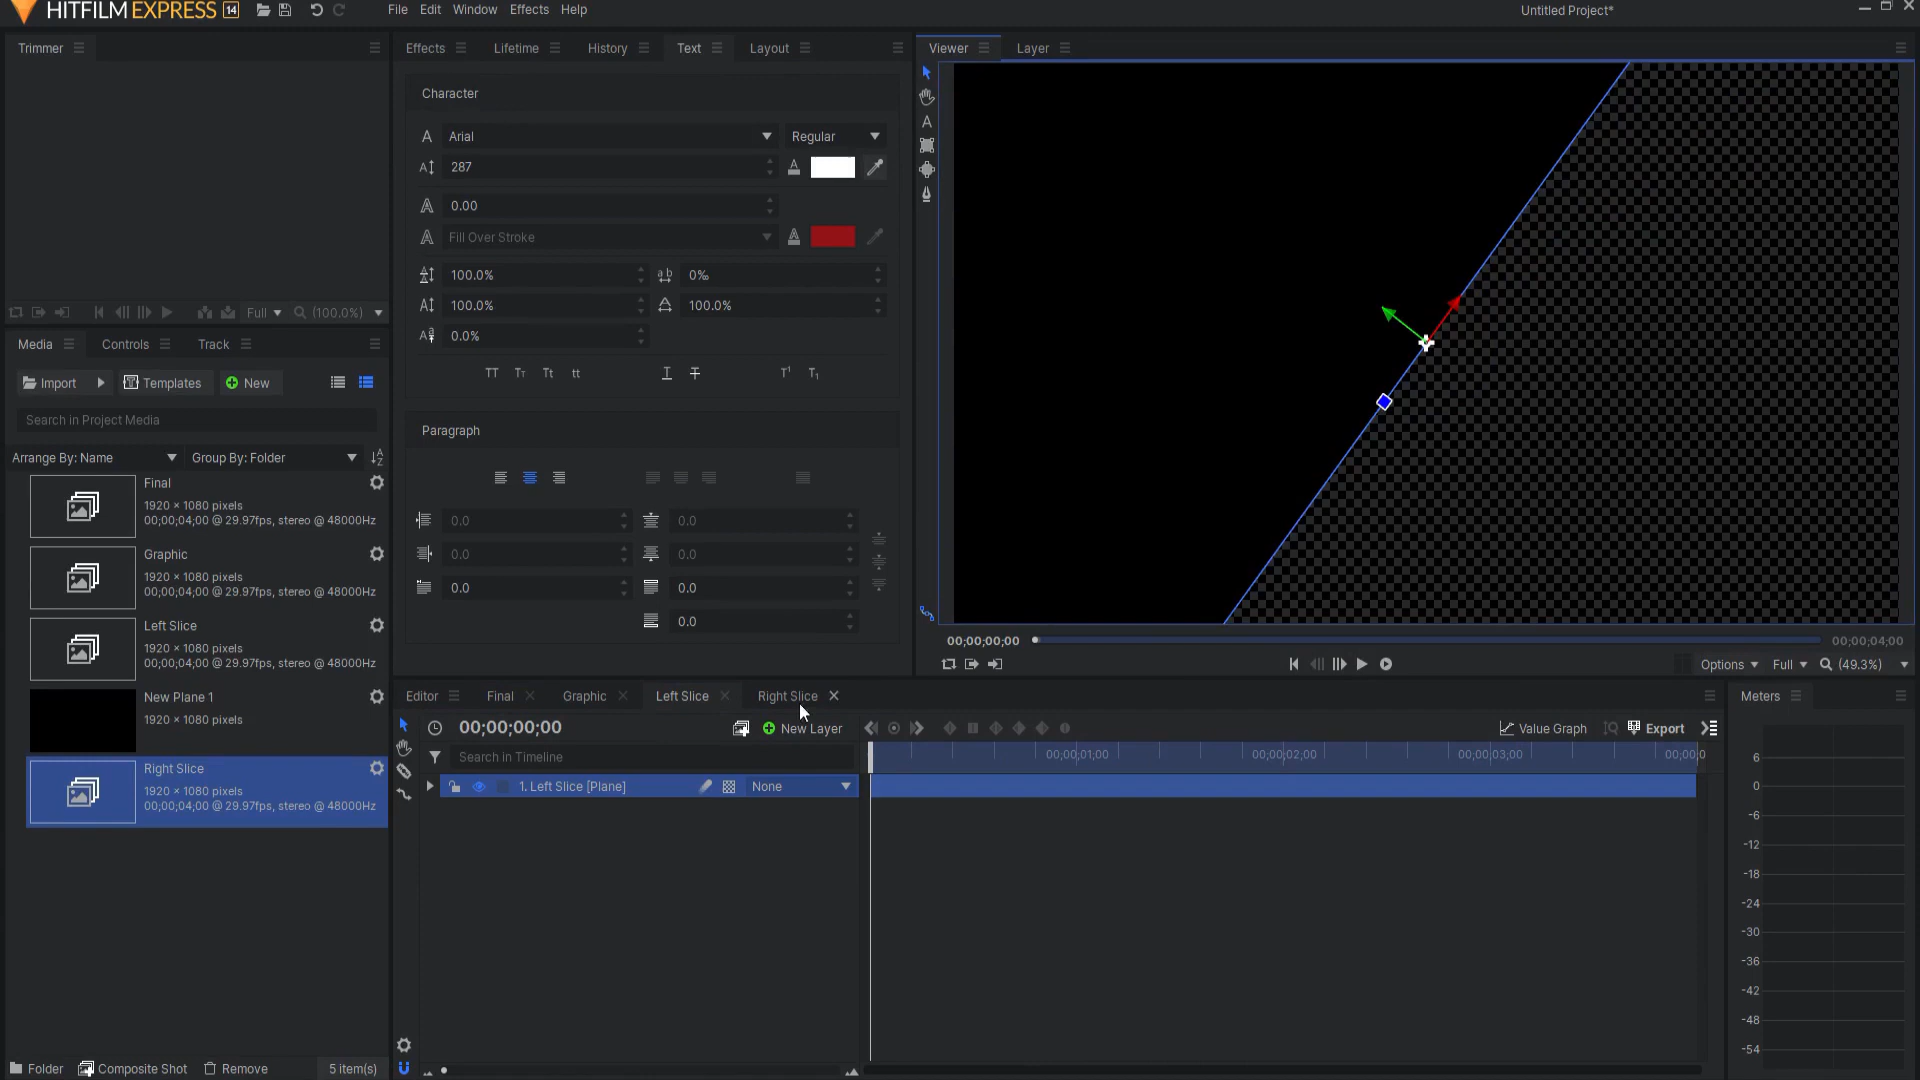 HITFILM EXPRESS 14
File Edit Window Effects Help
Untitled Project*
Trimmer
Effects Lifetime History Text Layout
Viewer Layer
Character
Arial Regular
287
0.00
Fill Over Stroke
100.0% 0‰
100.0% 100.0%
0.0%
Paragraph
0.0 0.0
0.0 0.0
0.0 0.0
0.0
Full (100.0%)
Media Controls Track
Import Templates New
Search in Project Media
Arrange By: Name Group By: Folder
Final
1920 × 1080 pixels
00;00;04;00 @ 29.97fps, stereo @ 48000Hz
Graphic
1920 × 1080 pixels
00;00;04;00 @ 29.97fps, stereo @ 48000Hz
Left Slice
1920 × 1080 pixels
00;00;04;00 @ 29.97fps, stereo @ 48000Hz
New Plane 1
1920 × 1080 pixels
Right Slice
1920 × 1080 pixels
00;00;04;00 @ 29.97fps, stereo @ 48000Hz
Folder Composite Shot Remove 5 item(s)
00;00;00;00 00;00;04;00
Options Full (49.3%)
Editor Final Graphic Left Slice Right Slice
00;00;00;00 New Layer
Value Graph Export
Search in Timeline
00;00;01;00 00;00;02;00 00;00;03;00 00;00;0
1. Left Slice [Plane] None
Meters
6
0
-6
-12
-18
-24
-30
-36
-42
-48
-54